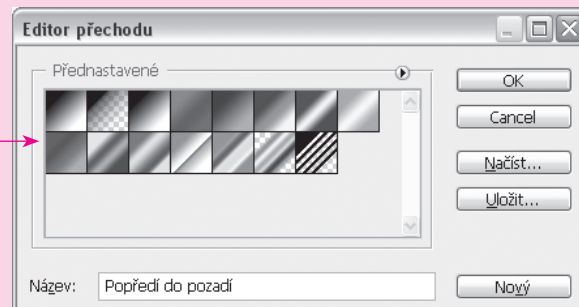 Editor přechodu
Přednastavené
OK
Cancel
Načíst...
Uložit...
Název: Popředí do pozadí
Nový